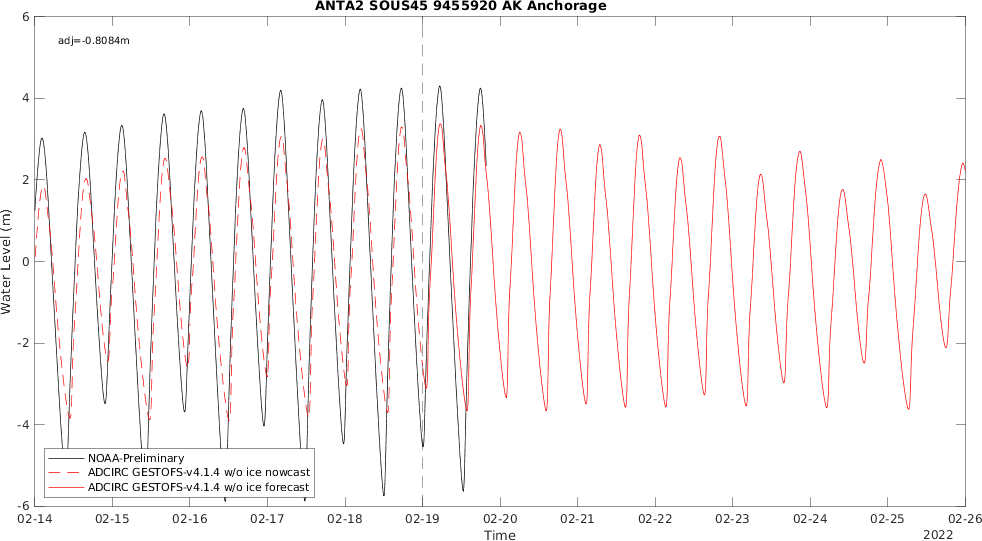 ANTA2 SOUS45 9455920 AK Anchorage
adj=-0.8084m
6
4
2
0
-2
-4
-6
Water Level (m)
NOAA-Preliminary
ADCIRC GESTOFS-v4.1.4 w/o ice nowcast
ADCIRC GESTOFS-v4.1.4 w/o ice forecast
02-14 02-15 02-16 02-17 02-18 02-19 02-20 02-21 02-22 02-23 02-24 02-25 02-26
Time
2022